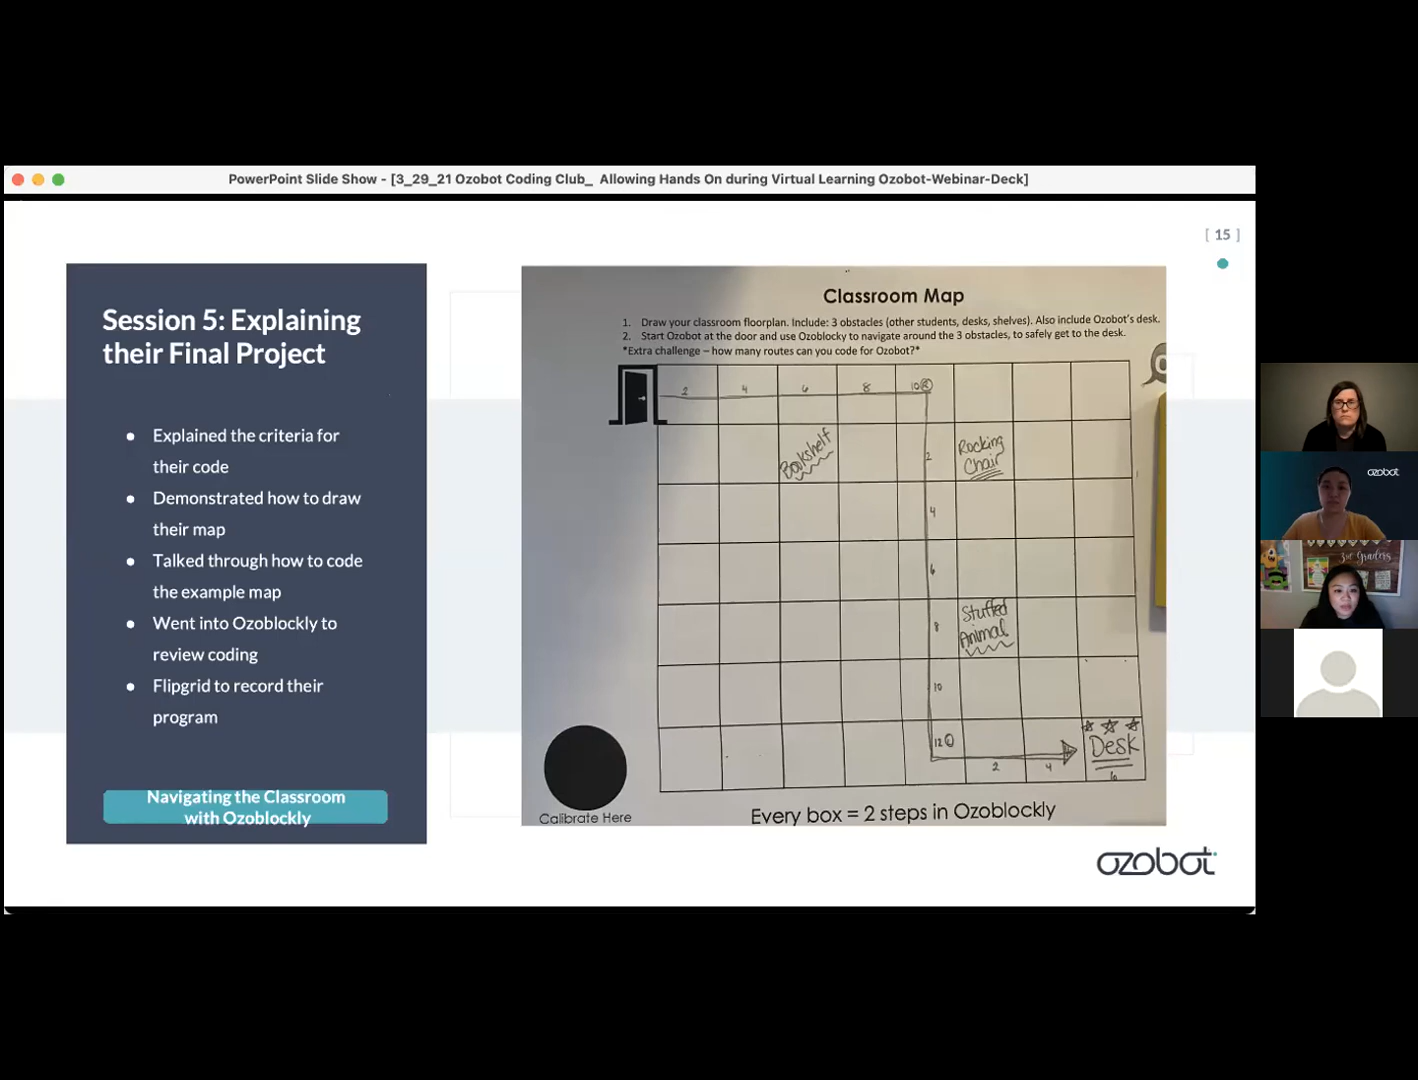 PowerPoint Slide Show - [3_29_21 Ozobot Coding Club_ Allowing Hands On during Virtual Learning Ozobot-Webinar-Deck]
[ 15 ]
Session 5: Explaining
their Final Project
● Explained the criteria for
their code
● Demonstrated how to draw
their map
● Talked through how to code
the example map
● Went into Ozoblockly to
review coding
● Flipgrid to record their
program
Navigating the Classroom
with Ozoblockly
Classroom Map
1. Draw your classroom floorplan. Include: 3 obstacles (other students, desks, shelves). Also include Ozobot's desk.
2. Start Ozobot at the door and use Ozoblocky to navigate around the 3 obstacles, to safely get to the desk.
*Extra challenge – how many routes can you code for Ozobot?*
2 4 6 8 10 R
Bookshelf
2
Rocking
Chair
4
6
8
Stuffed
Animal
10
12 L
Desk
2 4 6
Calibrate Here
Every box = 2 steps in Ozoblockly
ozobot
ozobot
3rd Graders